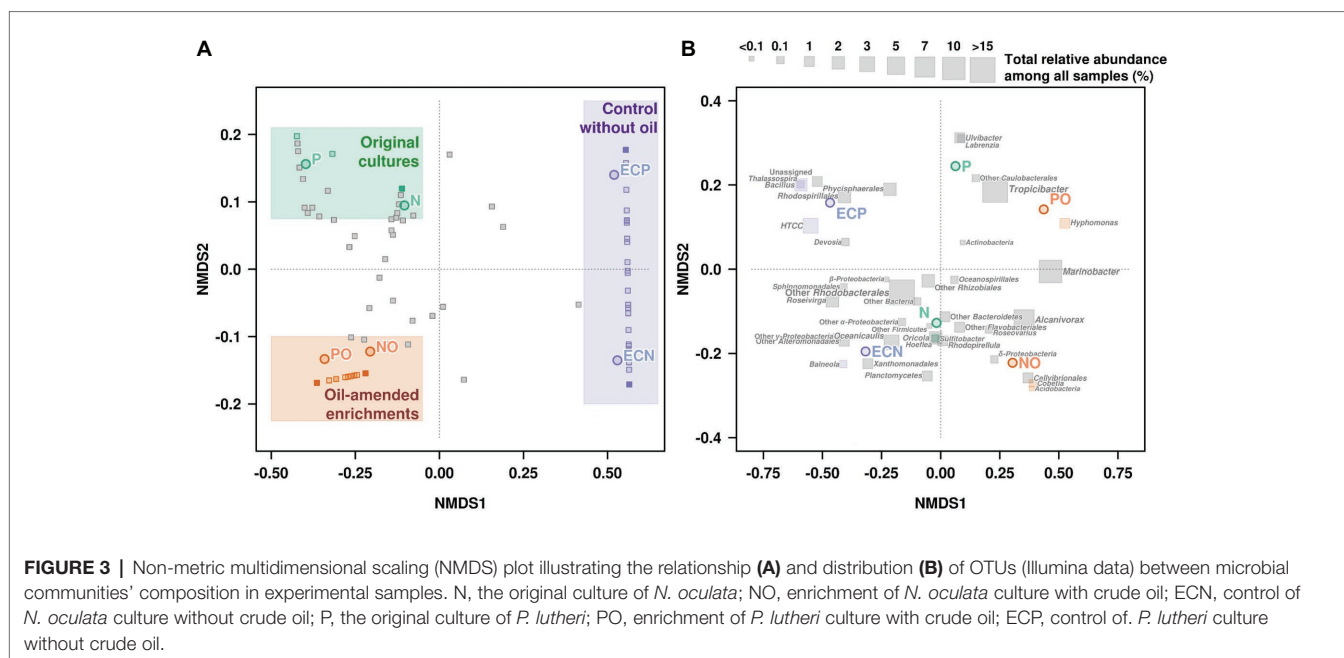 A
B
<0.1 0.1 1 2 3 5 7 10 >15
Total relative abundance
among all samples (%)
Control
without oil
Original
cultures
P
N
ECP
ECN
PO
NO
Oil-amended
enrichments
0.2
0.1
0.0
-0.1
-0.2
NMDS2
-0.50 -0.25 0.00 0.25 0.50
NMDS1
0.4
0.2
0.0
-0.2
-0.4
NMDS2
Ulvibacter
Labrenzia
P
Unassigned
Thalassospira
Bacillus
Phycisphaerales
Rhodospirillales
ECP
Other Caulobacterales
Tropicibacter
PO
HTCC
Hyphomonas
Devosia
Actinobacteria
Marinobacter
β-Proteobacteria
Oceanospirillales
Sphinnomonadales
Other Rhizobiales
Other Rhodobacterales
Roseivirga
Other Bacteria
N
Other Bacteroidetes
Alcanivorax
Other α-Proteobacteria
Other Firmicutes
Other Flavobacteriales
Roseovarius
Other γ-Proteobacteria
Oceanicaulis
Oricola
Sulfitobacter
Other Alteromonadales
Hoeflea
Rhodopirellula
ECN
δ-Proteobacteria
NO
Balneola
Xanthomonadales
Planctomycetes
Cellvibrionales
Cobetia
Acidobacteria
-0.75 -0.50 -0.25 0.00 0.25 0.50 0.75
NMDS1
FIGURE 3 | Non-metric multidimensional scaling (NMDS) plot illustrating the relationship (A) and distribution (B) of OTUs (Illumina data) between microbial
communities’ composition in experimental samples. N, the original culture of N. oculata; NO, enrichment of N. oculata culture with crude oil; ECN, control of
N. oculata culture without crude oil; P, the original culture of P. lutheri; PO, enrichment of P. lutheri culture with crude oil; ECP, control of. P. lutheri culture
without crude oil.